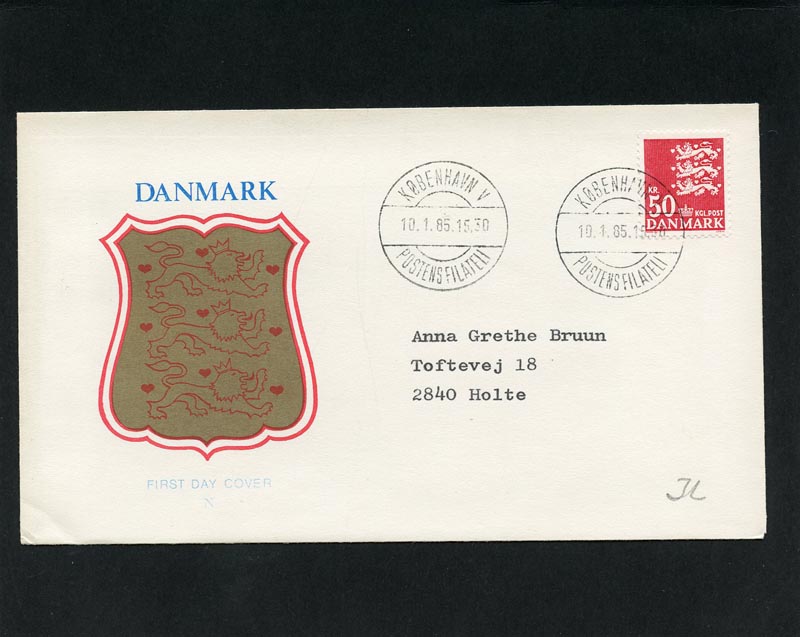 DANMARK
KØBENHAVN V
10.1.85.15,30
POSTENS FILATELI
KØBENHAVN
10.1.85.15,30
POSTENS FILATELI
KR.
50
KGL.POST
DANMARK
Anna Grethe Bruun
Toftevej 18
2840 Holte
FIRST DAY COVER
N